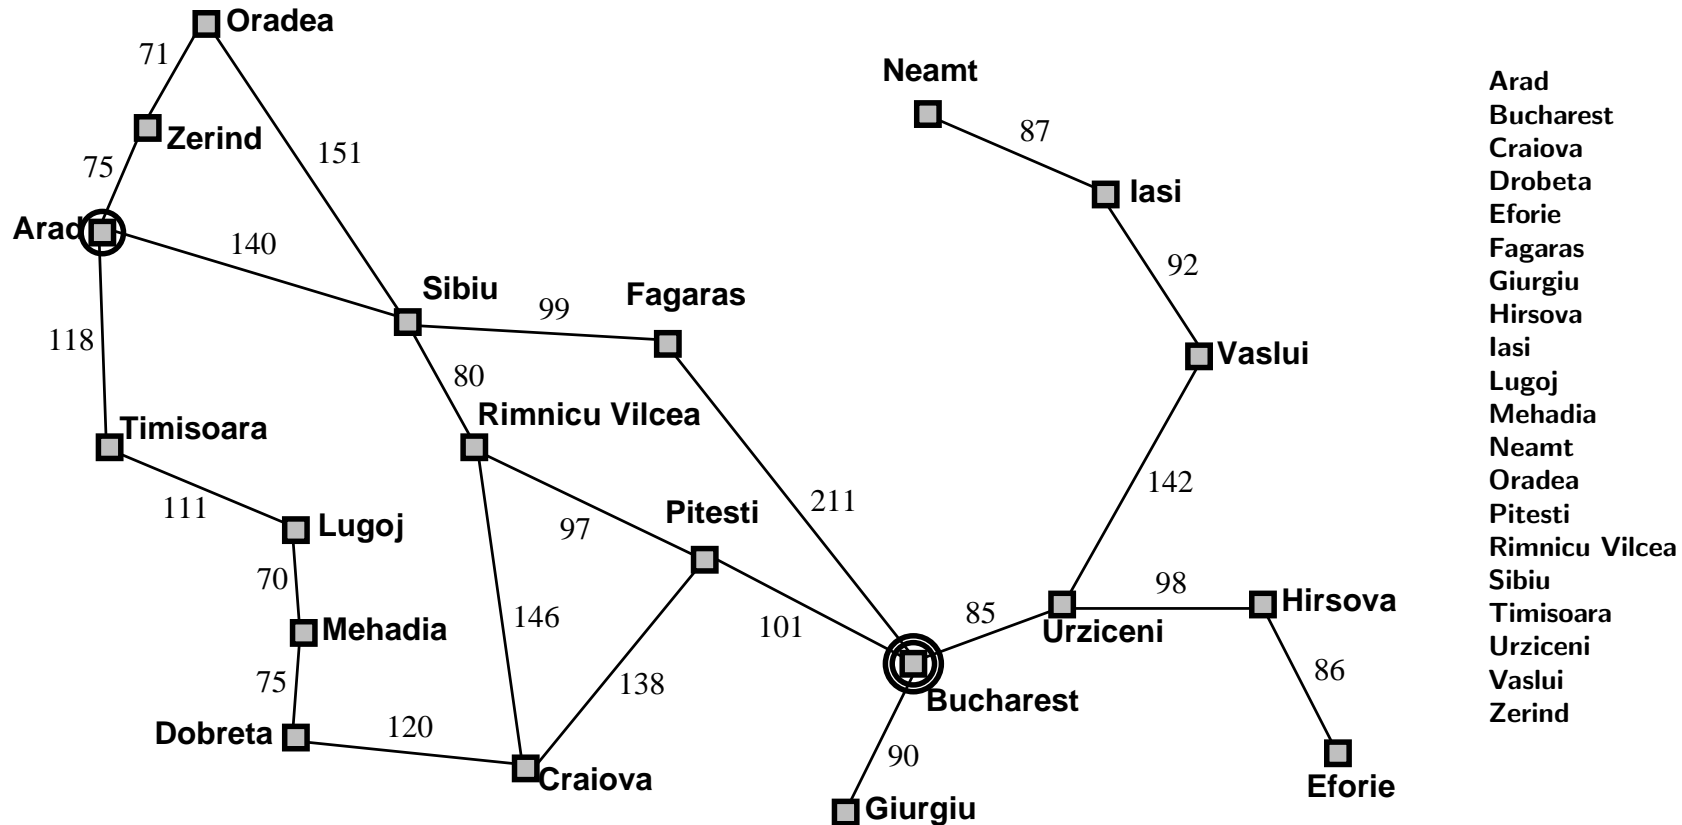 Oradea
71
Neamt
Zerind
87
151
75
Iasi
Arad
140
92
Sibiu
Fagaras
99
118
Vaslui
80
Timisoara
Rimnicu Vilcea
142
111
211
Lugoj
97
Pitesti
70
98
Hirsova
Mehadia
146
101
85
Urziceni
75
138
86
Bucharest
Dobreta
120
90
Craiova
Eforie
Giurgiu
Arad
Bucharest
Craiova
Drobeta
Eforie
Fagaras
Giurgiu
Hirsova
Iasi
Lugoj
Mehadia
Neamt
Oradea
Pitesti
Rimnicu Vilcea
Sibiu
Timisoara
Urziceni
Vaslui
Zerind